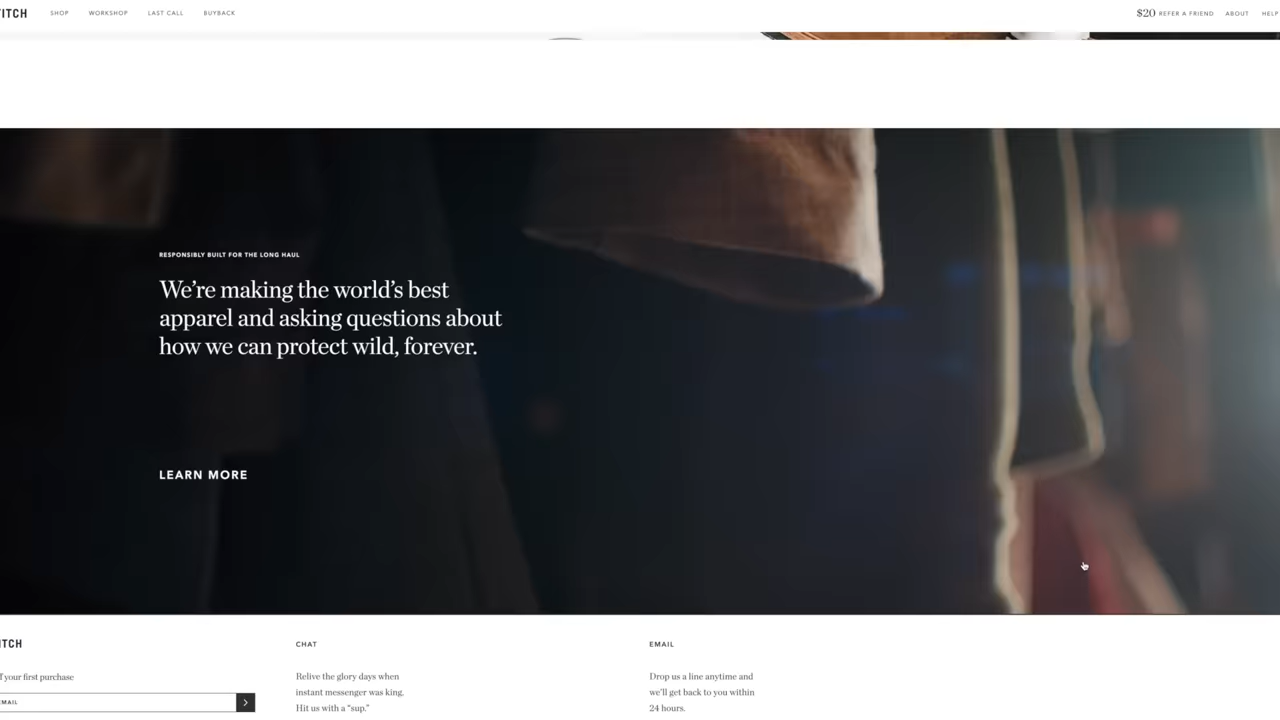 TITCH SHOP WORKSHOP LAST CALL BUYBACK $20 REFER A FRIEND ABOUT HELP
RESPONSIBLY BUILT FOR THE LONG HAUL
We’re making the world’s best
apparel and asking questions about
how we can protect wild, forever.
LEARN MORE
ITCH
f your first purchase
EMAIL
CHAT
Relive the glory days when
instant messenger was king.
Hit us with a “sup.”
EMAIL
Drop us a line anytime and
we’ll get back to you within
24 hours.